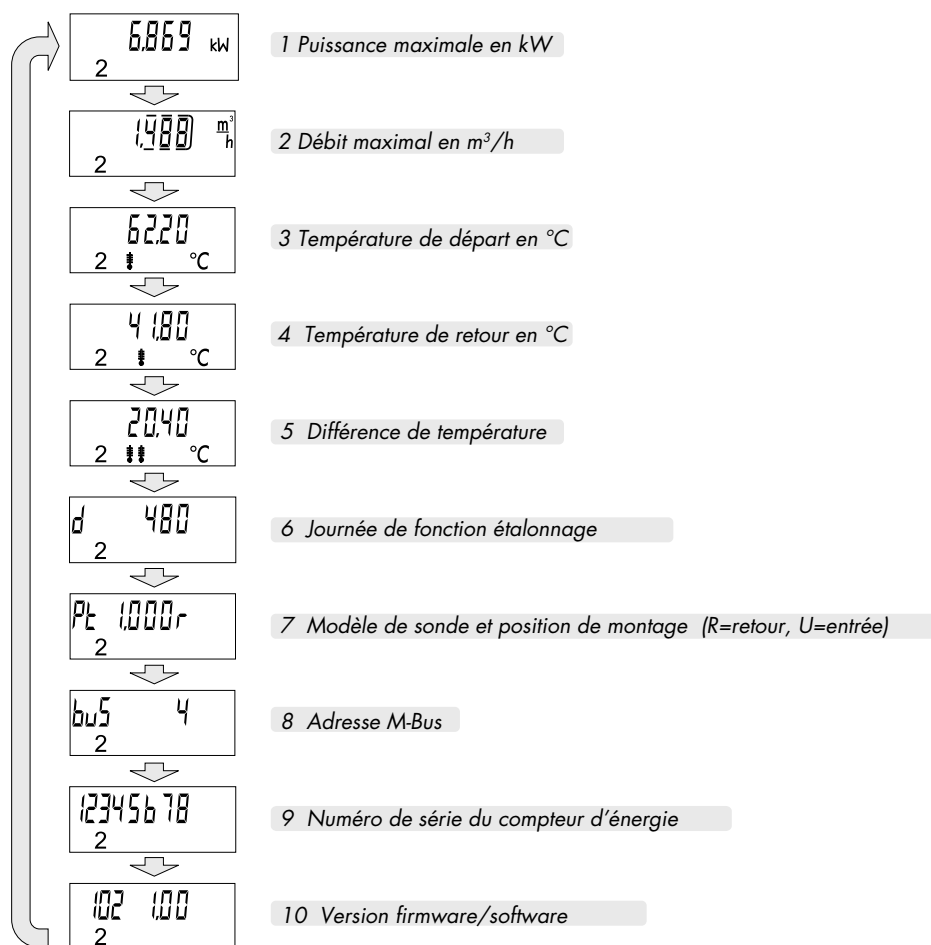 6,869 kW
2
1 Puissance maximale en kW
1,488 m³/h
2
2 Débit maximal en m³/h
62,20
2 °C
3 Température de départ en °C
41,80
2 °C
4 Température de retour en °C
20,40
2 °C
5 Différence de température
d 480
2
6 Journée de fonction étalonnage
Pt 1,000r
2
7 Modèle de sonde et position de montage (R=retour, U=entrée)
buS 4
2
8 Adresse M-Bus
12345678
2
9 Numéro de série du compteur d’énergie
102 1,00
2
10 Version firmware/software